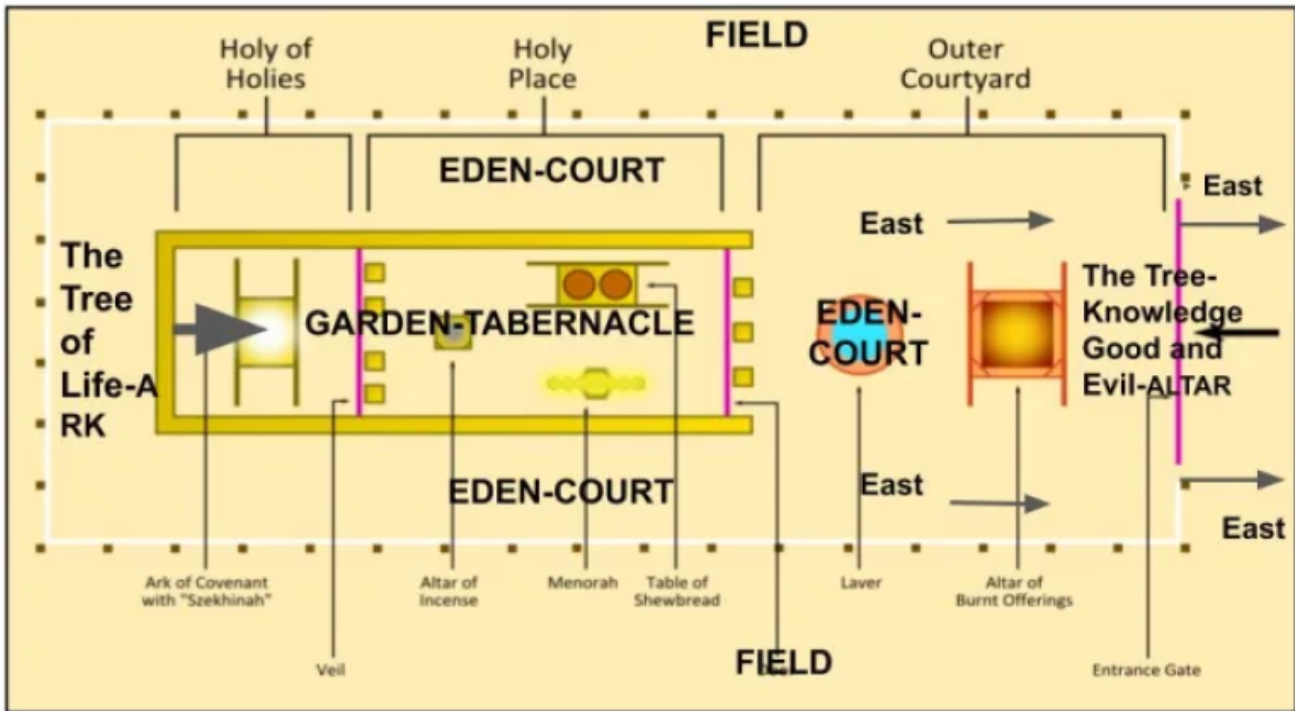 FIELD
Holy of
Holies
Holy
Place
Outer
Courtyard
EDEN-COURT
East
East
The
Tree
of
Life-A
RK
GARDEN-TABERNACLE
EDEN-
COURT
The Tree-
Knowledge
Good and
Evil-ALTAR
EDEN-COURT
East
East
Ark of Covenant
with "Szekhinah"
Altar of
Incense
Menorah
Table of
Shewbread
Laver
Altar of
Burnt Offerings
Veil
FIELD
Entrance Gate